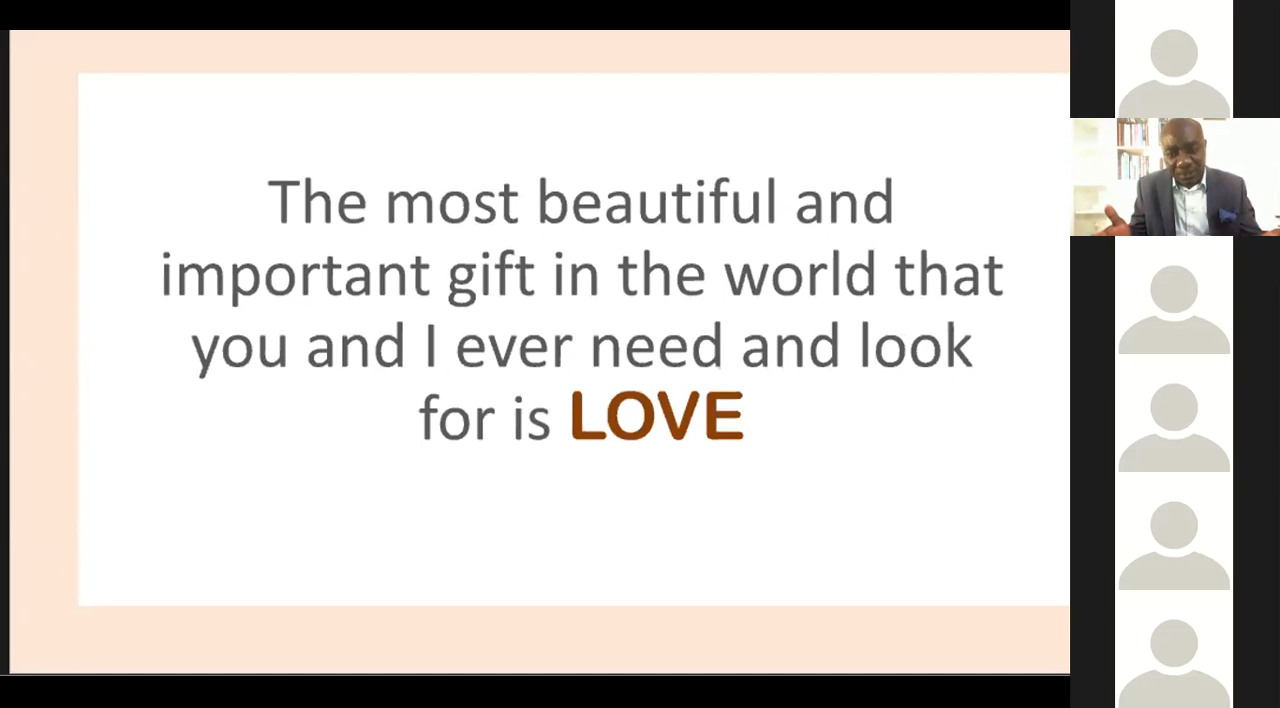 The most beautiful and
important gift in the world that
you and I ever need and look
for is LOVE